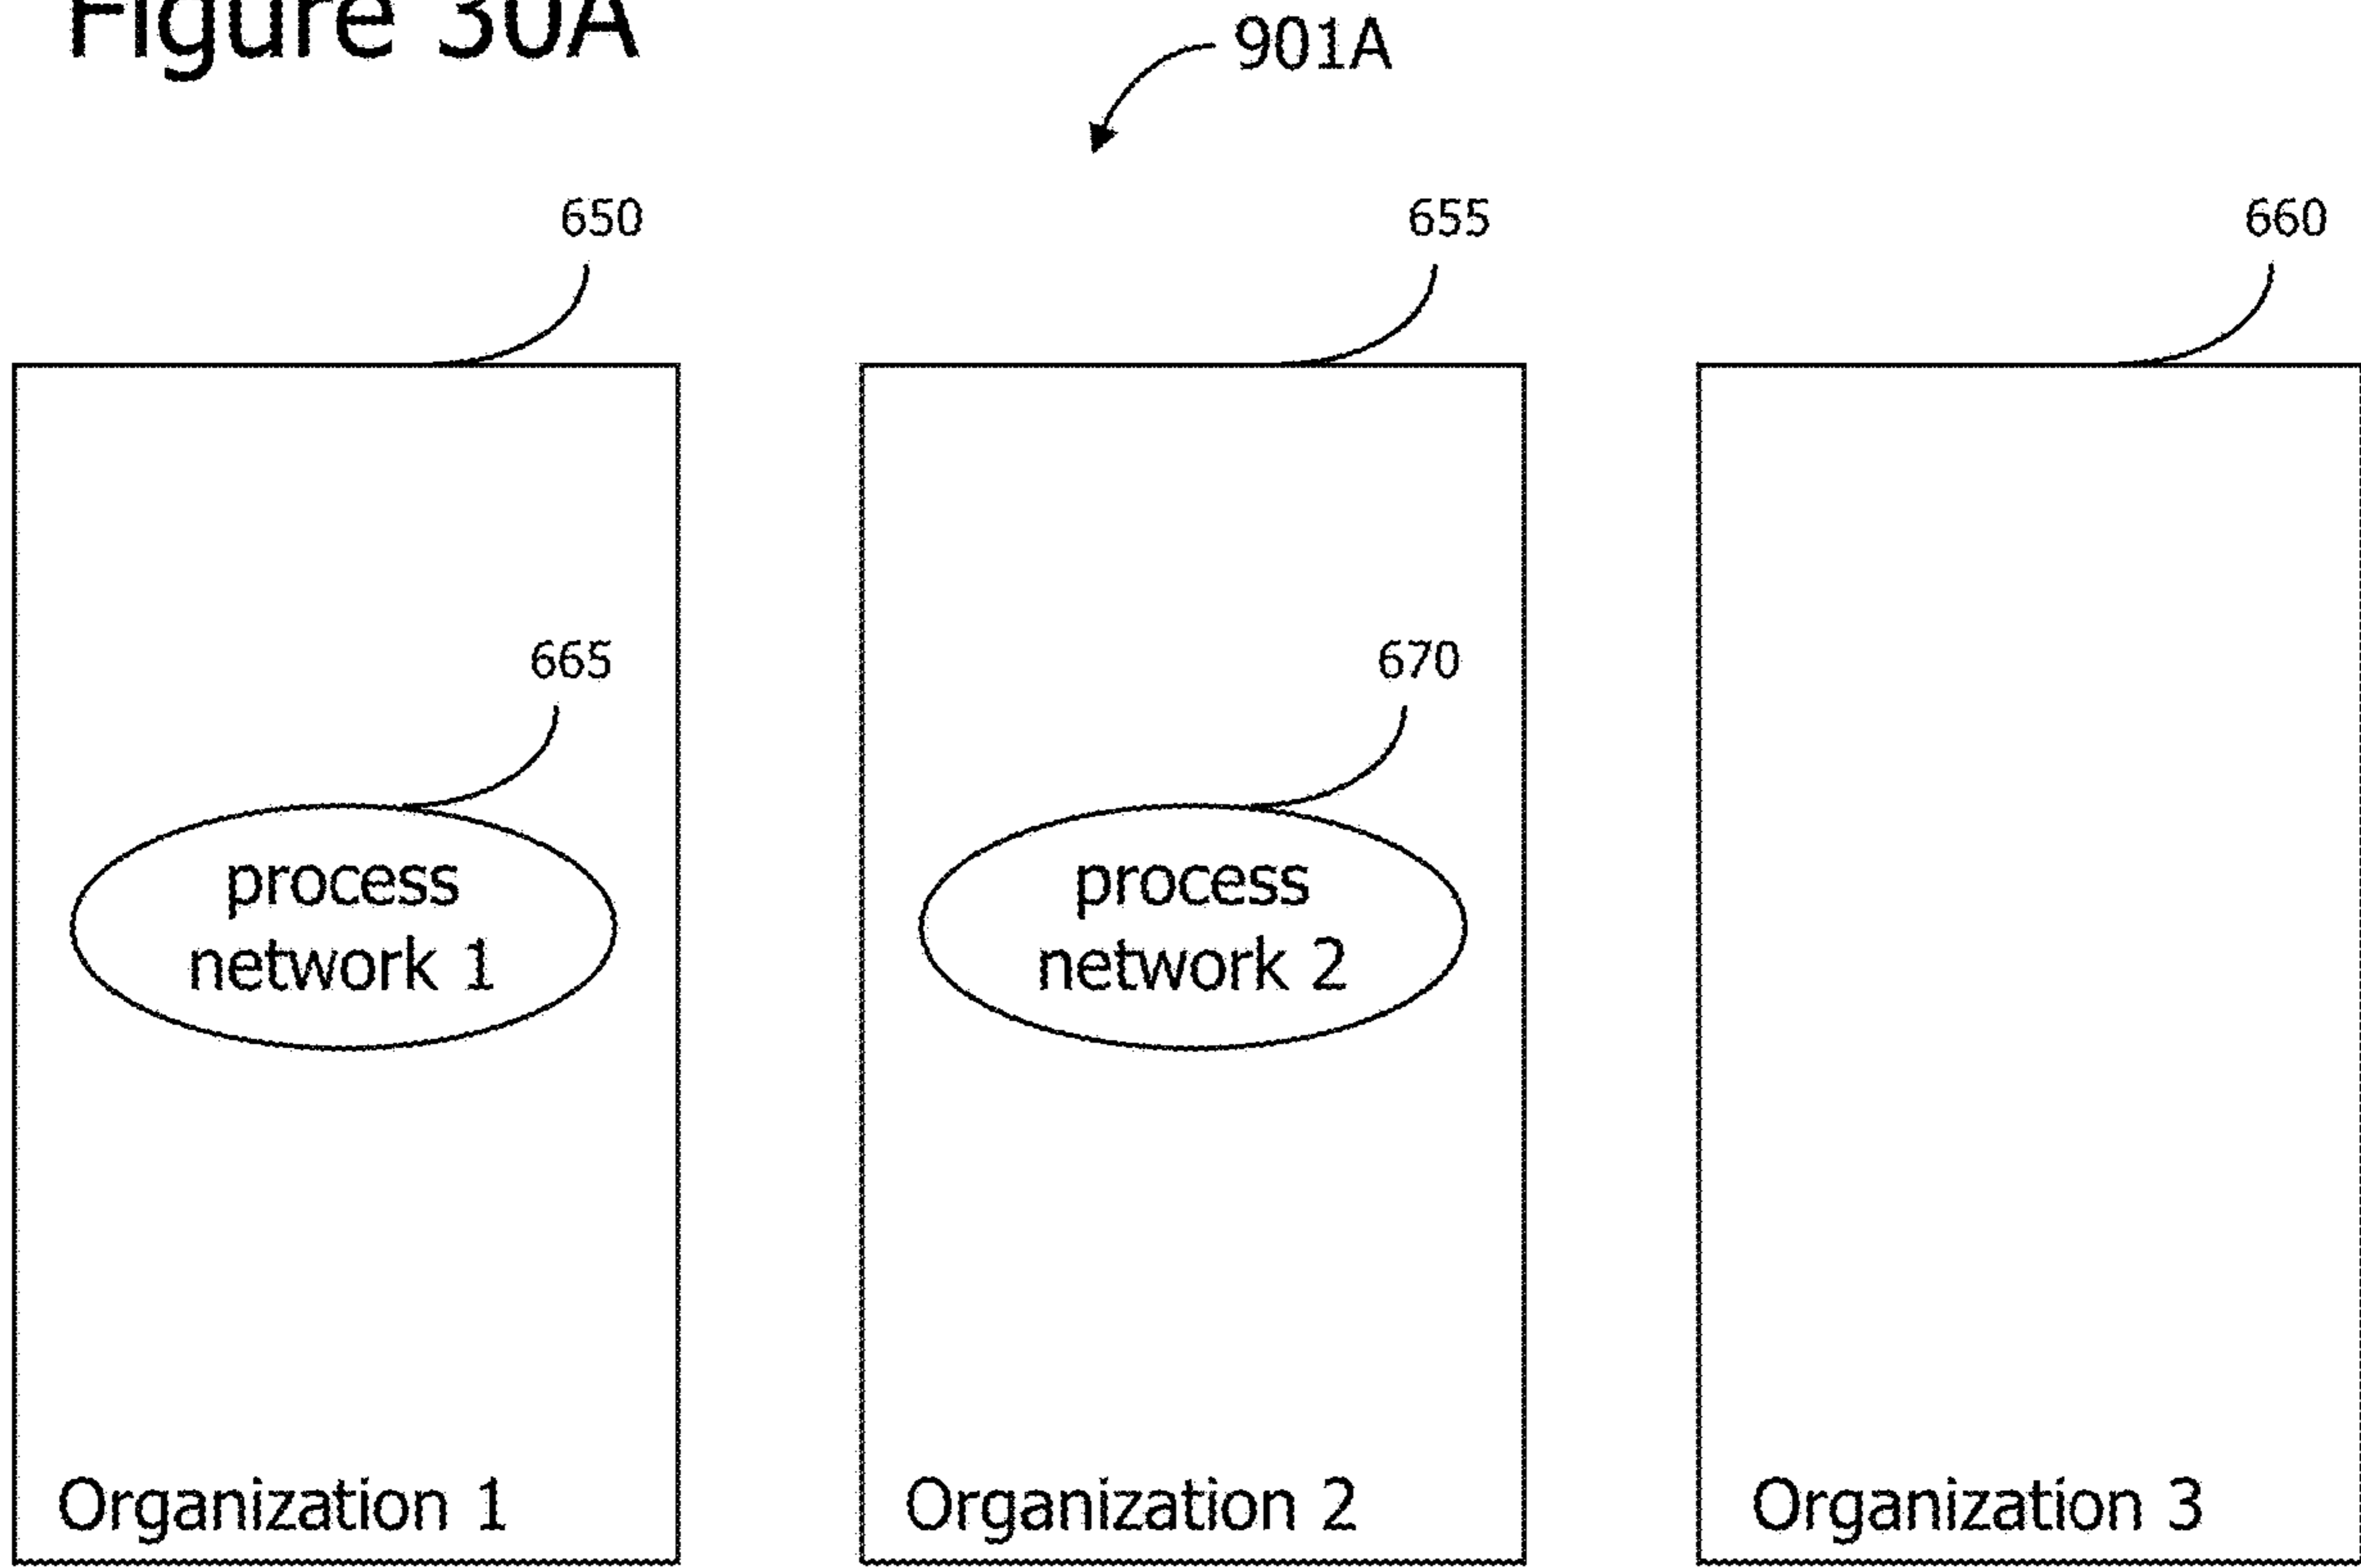 Figure 30A
901A
650
655
660
665
670
process
network 1
process
network 2
Organization 1
Organization 2
Organization 3